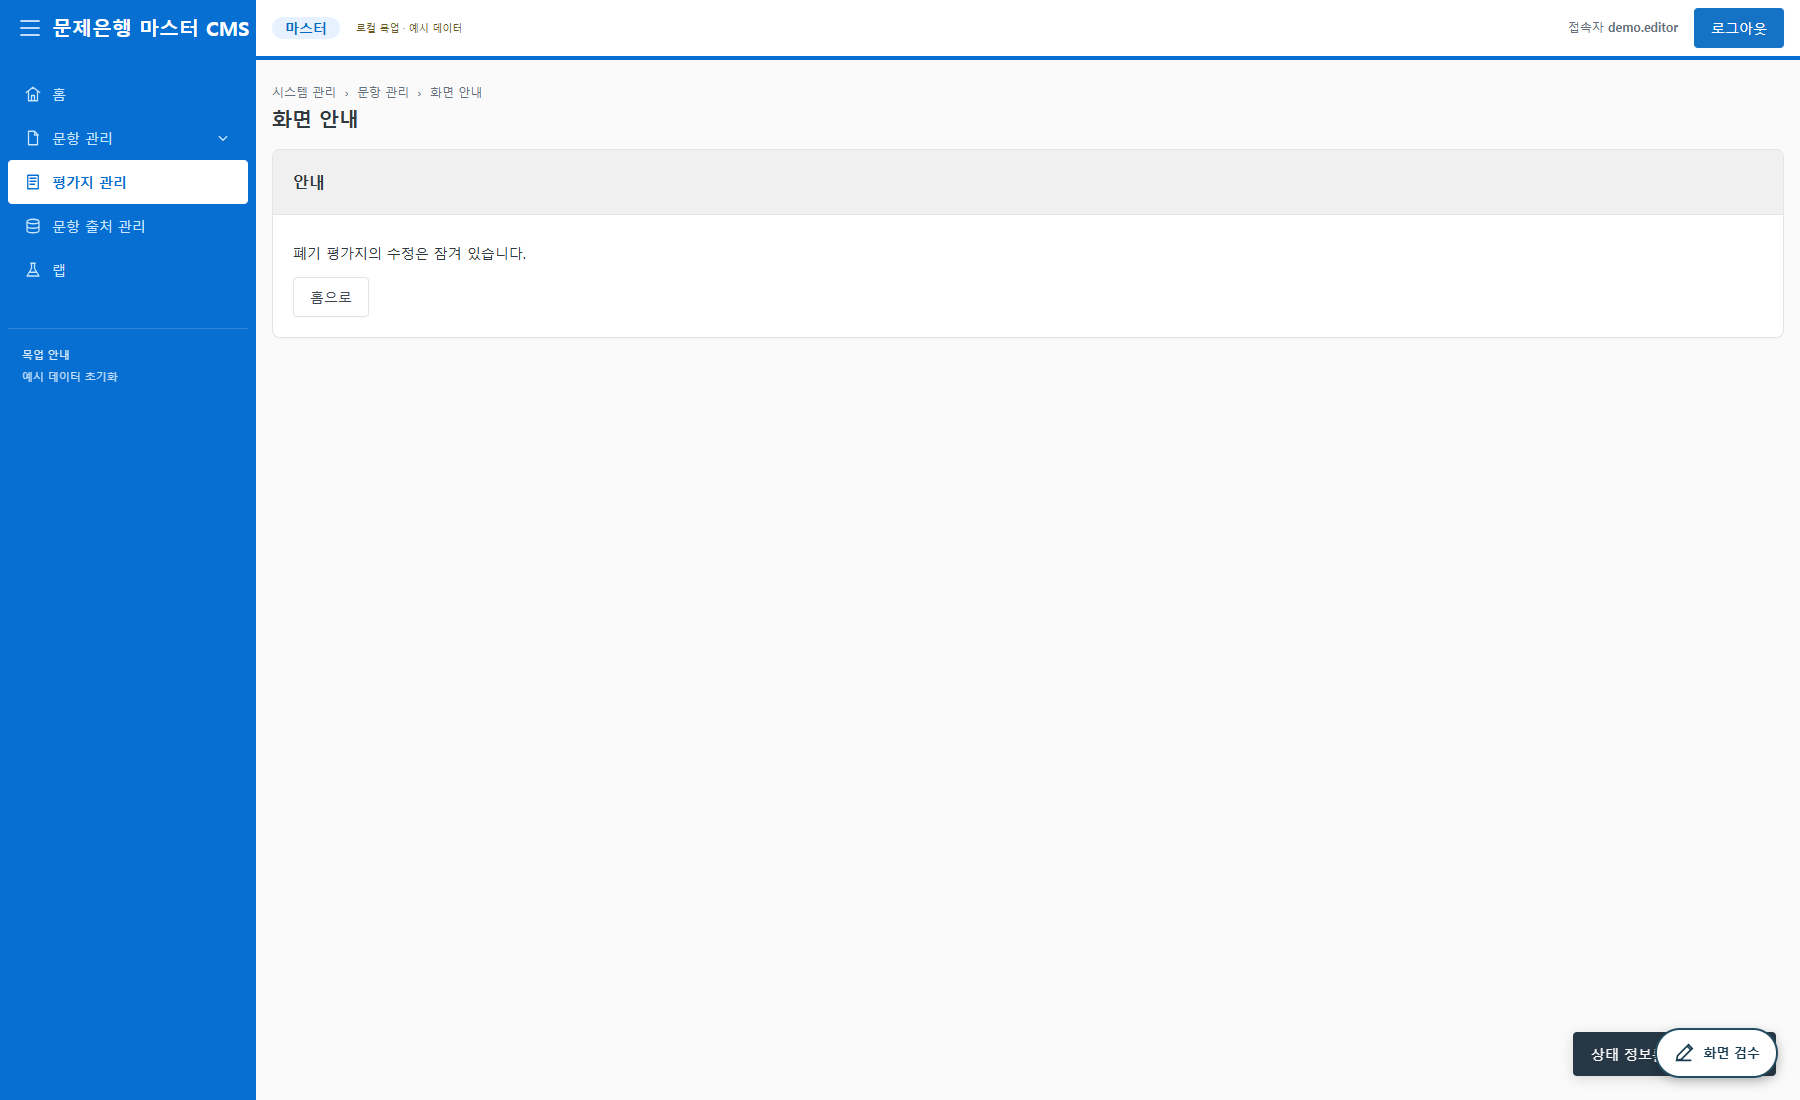 문제은행 마스터 CMS
마스터
로컬 목업 · 예시 데이터
접속자 demo.editor
로그아웃
홈
문항 관리
평가지 관리
문항 출처 관리
랩
목업 안내
예시 데이터 초기화
시스템 관리 › 문항 관리 › 화면 안내
화면 안내
안내
폐기 평가지의 수정은 잠겨 있습니다.
홈으로
상태 정보
화면 검수